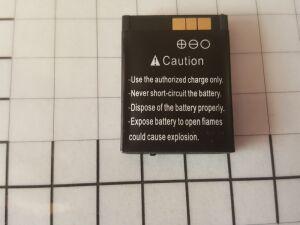 ⊕⊖○
⚠ Caution
-Use the authorized charge only.
-Never short-circuit the battery.
-Dispose of the battery properly.
-Expose battery to open flames
could cause explosion.